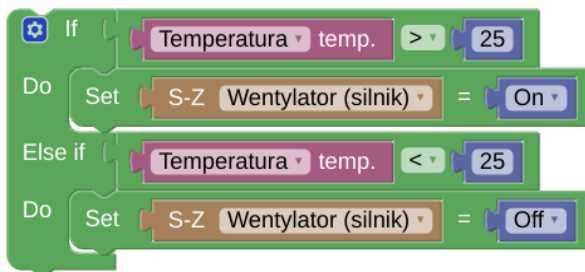 If Temperatura temp. > 25
Do Set S-Z Wentylator (silnik) = On
Else if Temperatura temp. < 25
Do Set S-Z Wentylator (silnik) = Off